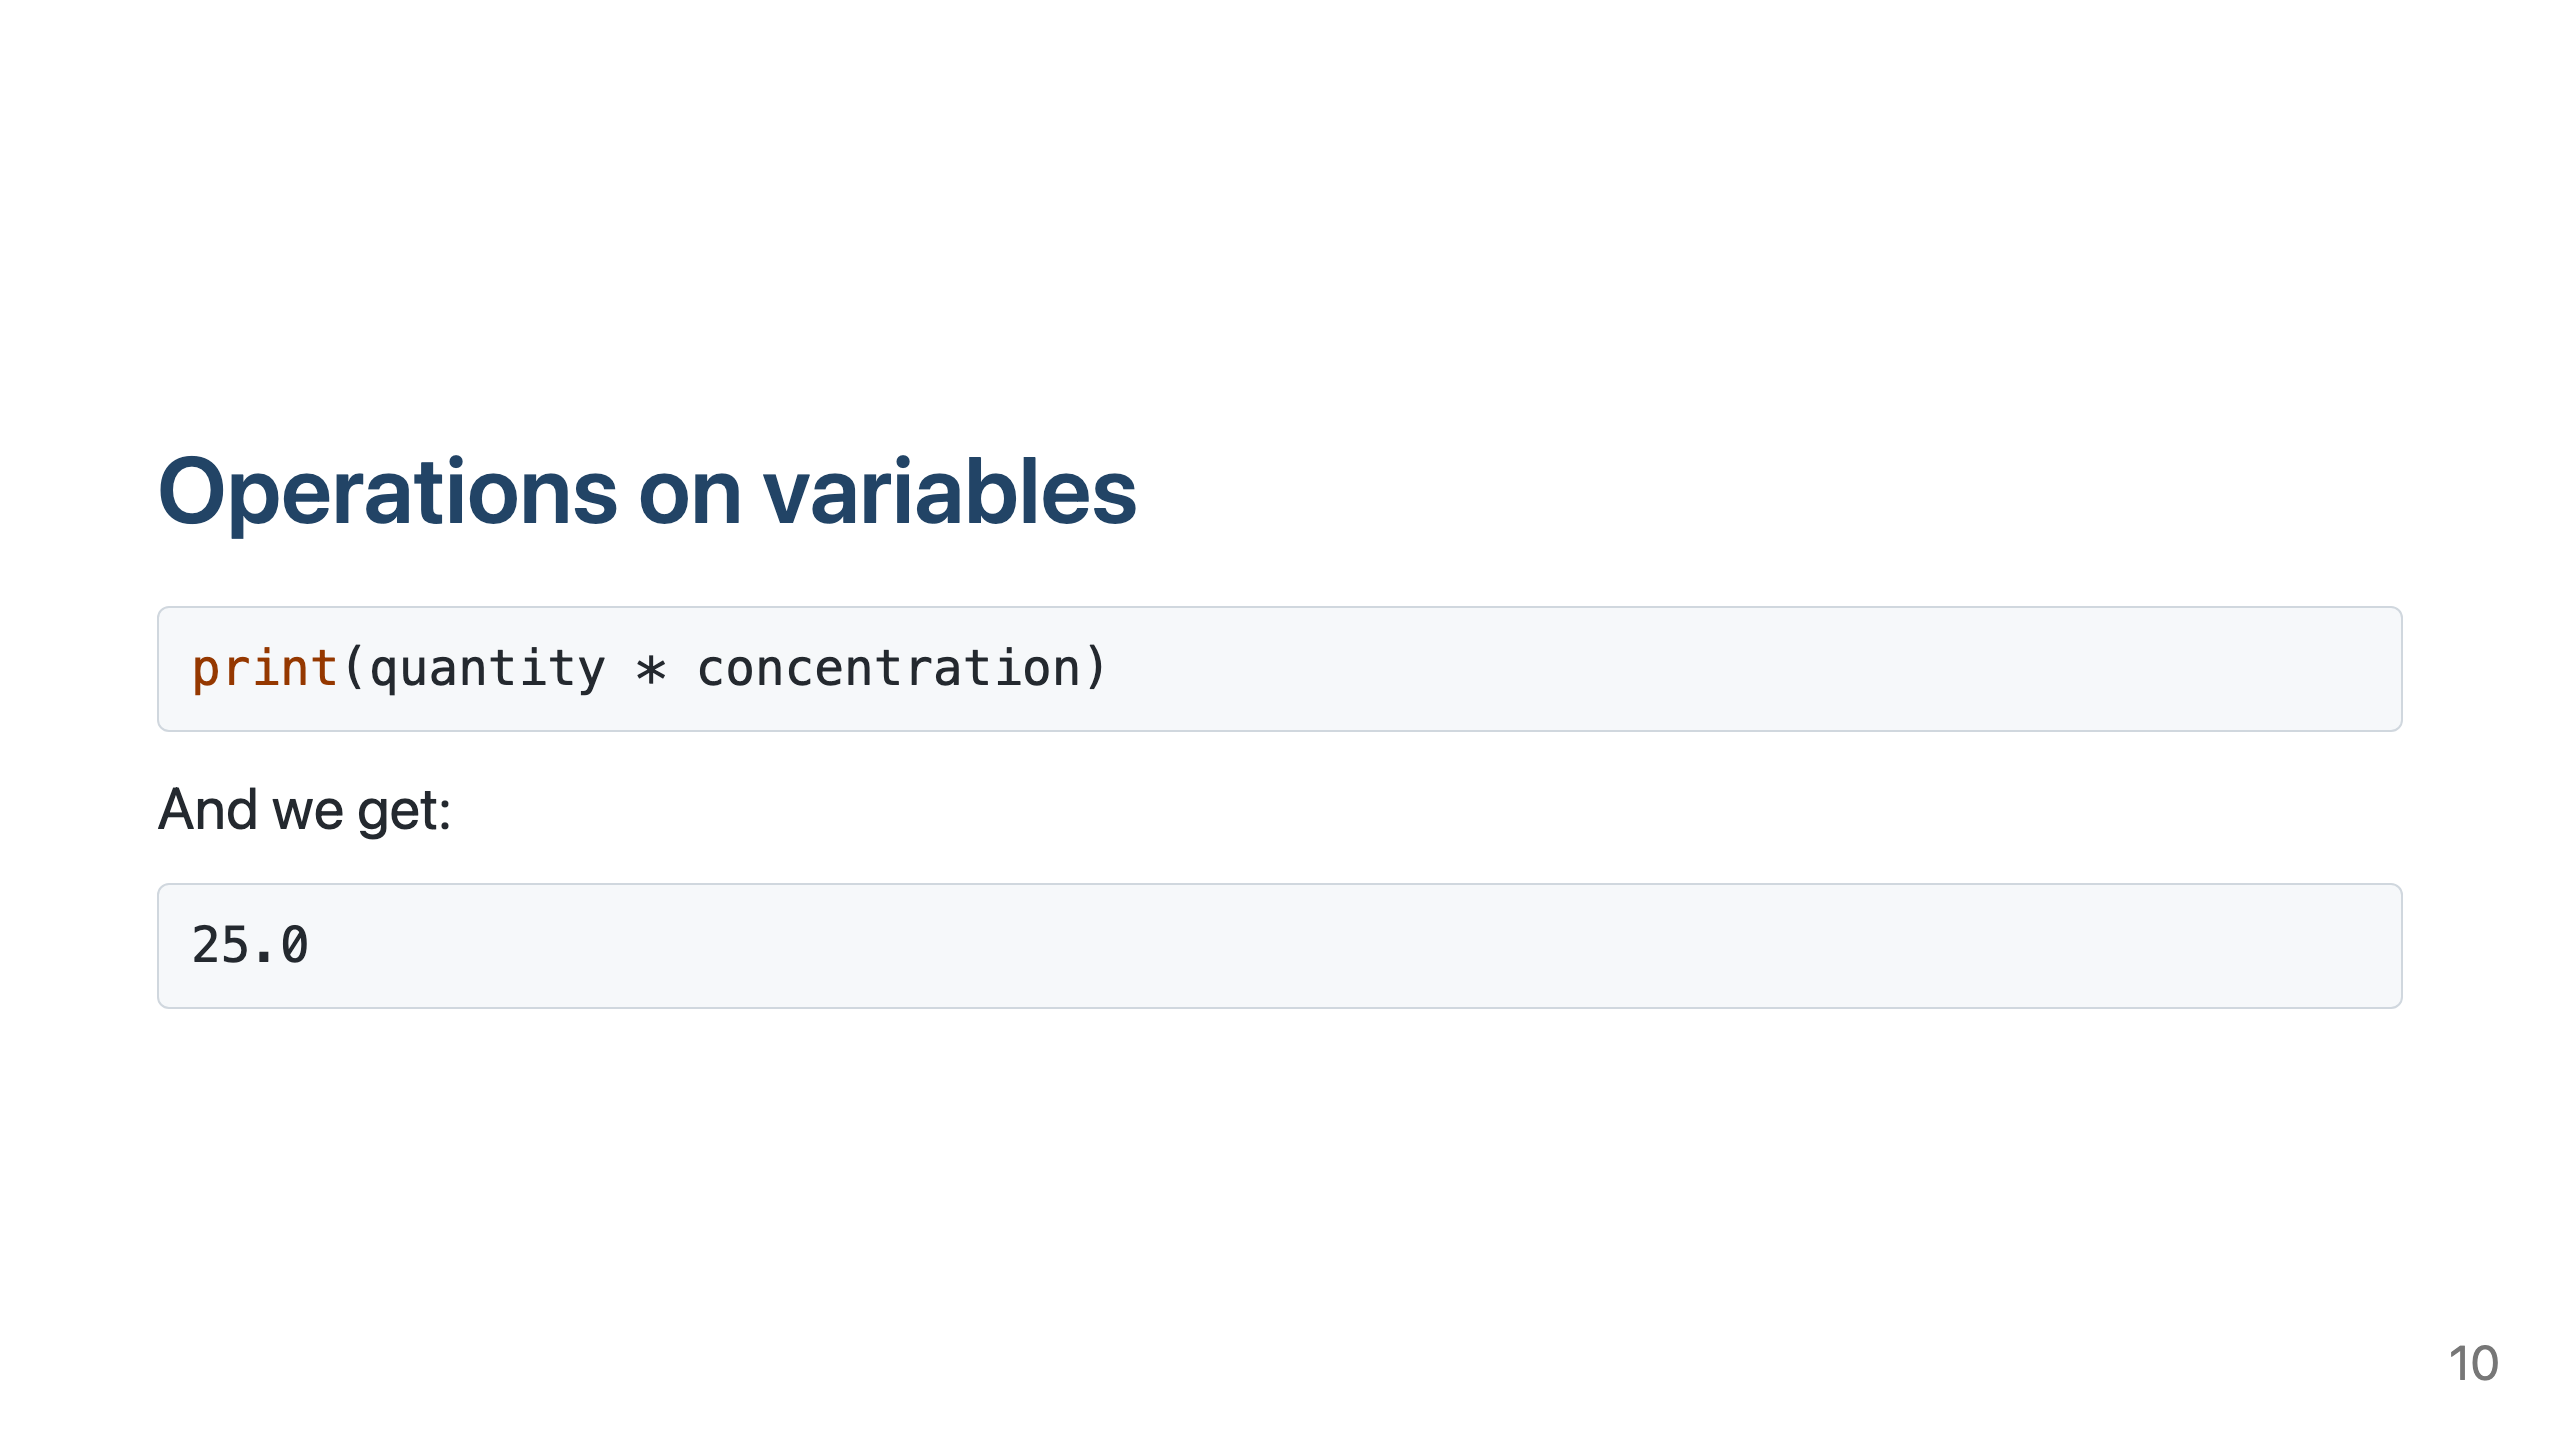 Operations on variables
print(quantity * concentration)
And we get:
25.0
10